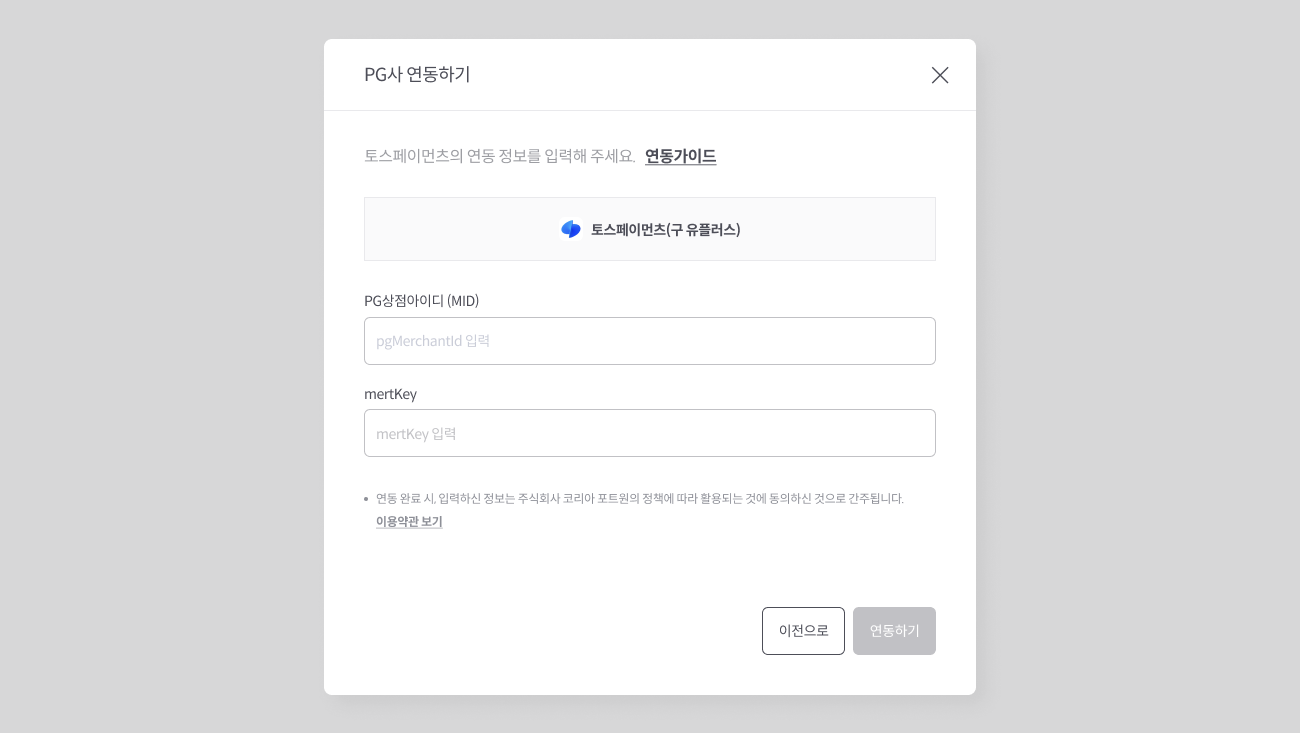 PG사 연동하기
토스페이먼츠의 연동 정보를 입력해 주세요. 연동가이드
토스페이먼츠(구 유플러스)
PG상점아이디 (MID)
pgMerchantId 입력
mertKey
mertKey 입력
• 연동 완료 시, 입력하신 정보는 주식회사 코리아 포트원의 정책에 따라 활용되는 것에 동의하신 것으로 간주됩니다.
이용약관 보기
이전으로 연동하기